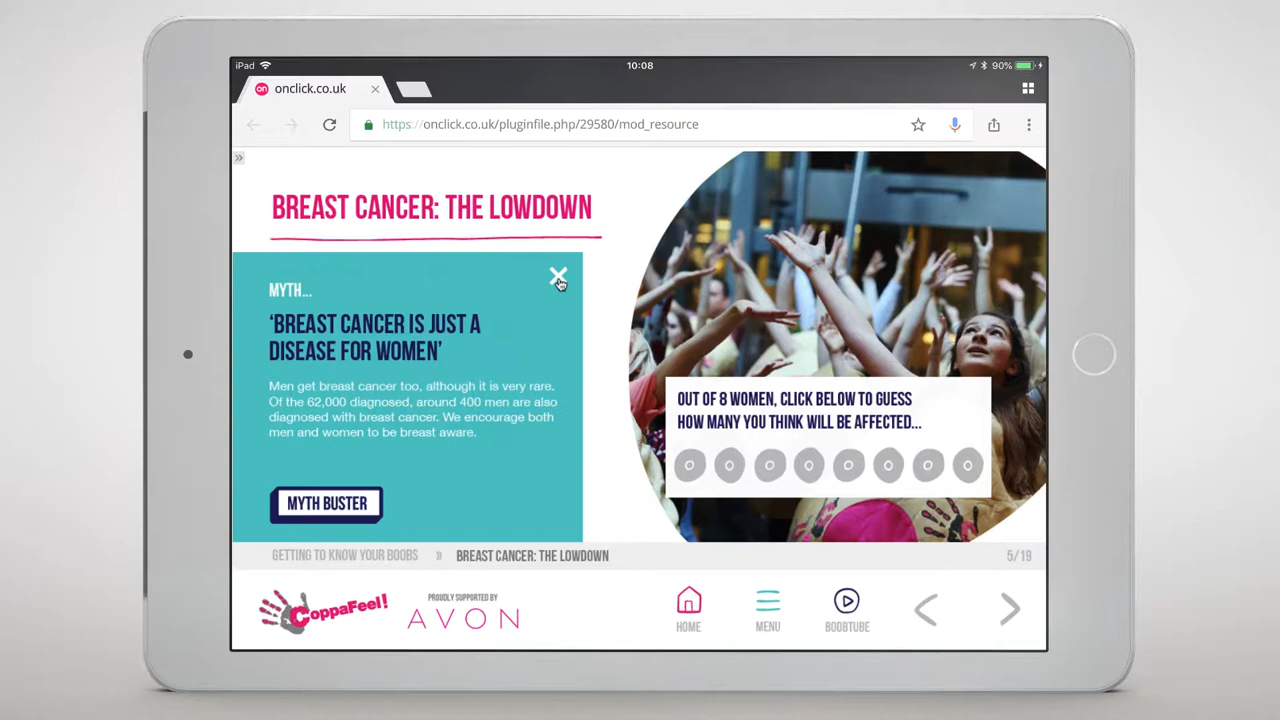 iPad
10:08
90%
on
onclick.co.uk
https://onclick.co.uk/pluginfile.php/29580/mod_resource
»
BREAST CANCER: THE LOWDOWN
MYTH...
‘BREAST CANCER IS JUST A
DISEASE FOR WOMEN’
Men get breast cancer too, although it is very rare.
Of the 62,000 diagnosed, around 400 men are also
diagnosed with breast cancer. We encourage both
men and women to be breast aware.
MYTH BUSTER
OUT OF 8 WOMEN, CLICK BELOW TO GUESS
HOW MANY YOU THINK WILL BE AFFECTED...
GETTING TO KNOW YOUR BOOBS » BREAST CANCER: THE LOWDOWN
5/19
CoppaFeel!
PROUDLY SUPPORTED BY
AVON
HOME
MENU
BOOBTUBE